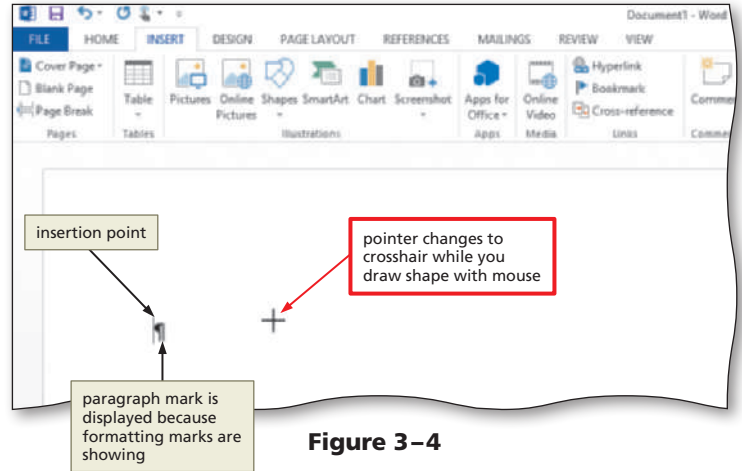 Document1 - Word
FILE HOME INSERT DESIGN PAGE LAYOUT REFERENCES MAILINGS REVIEW VIEW
Cover Page
Blank Page
Page Break
Pages
Table
Tables
Pictures
Online
Pictures
Shapes
SmartArt
Chart
Screenshot
Illustrations
Apps for
Office
Apps
Online
Video
Media
Hyperlink
Bookmark
Cross-reference
Links
insertion point
pointer changes to
crosshair while you
draw shape with mouse
¶
paragraph mark is
displayed because
formatting marks are
showing
Figure 3–4